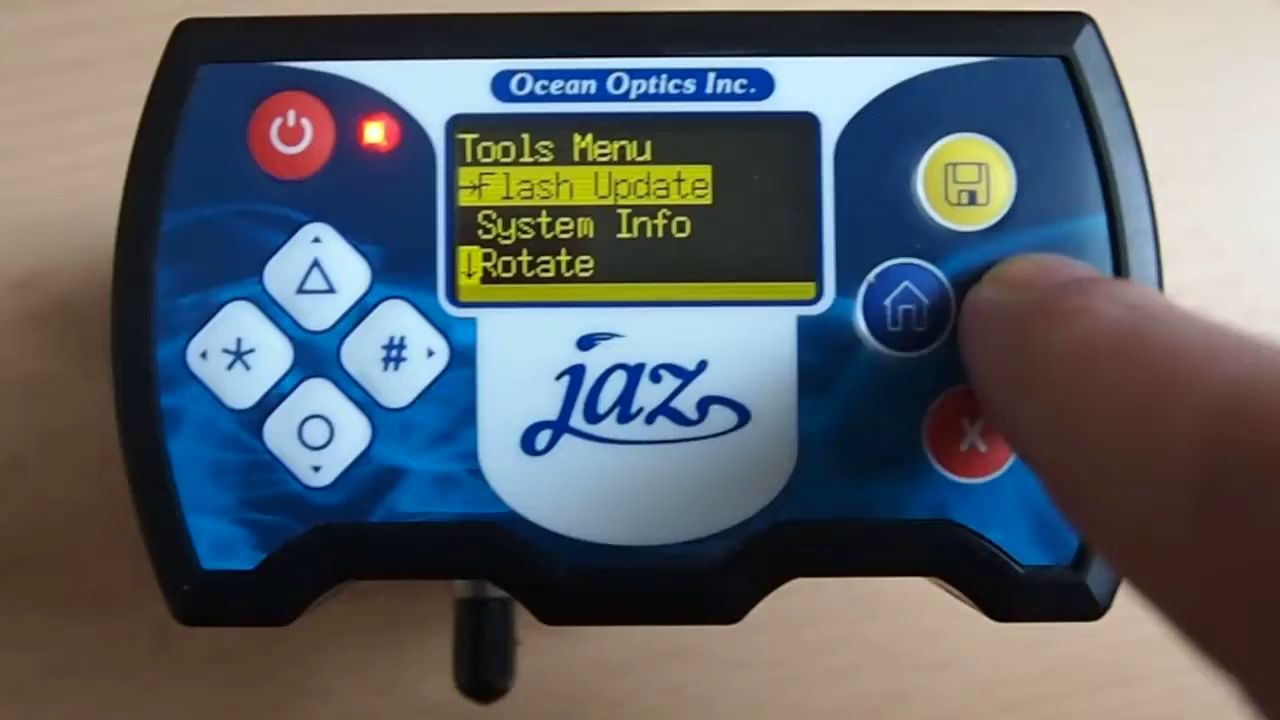 Ocean Optics Inc.
Tools Menu
→Flash Update
System Info
↓Rotate
*
#
X
jaz